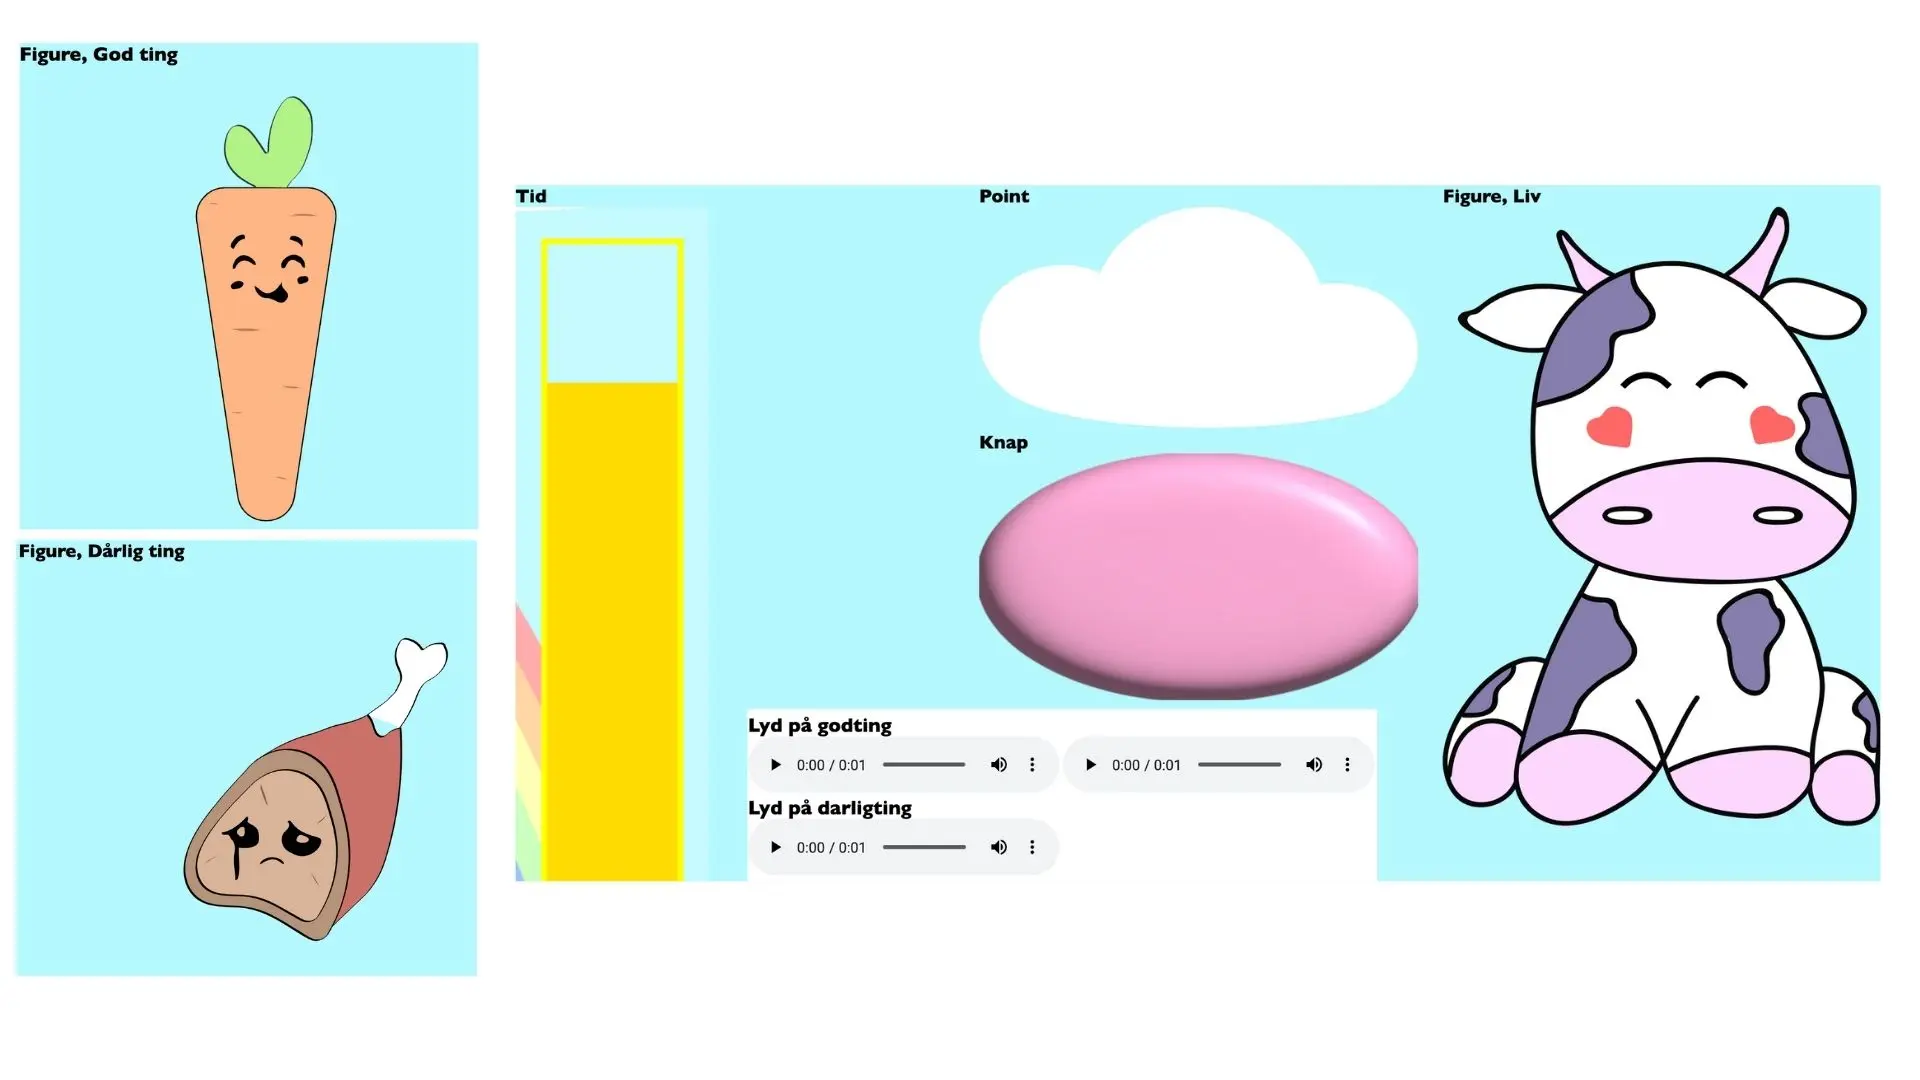 Figure, God ting
Figure, Dårlig ting
Tid
Point
Knap
Lyd på godting
0:00 / 0:01
0:00 / 0:01
Lyd på darligting
0:00 / 0:01
Figure, Liv